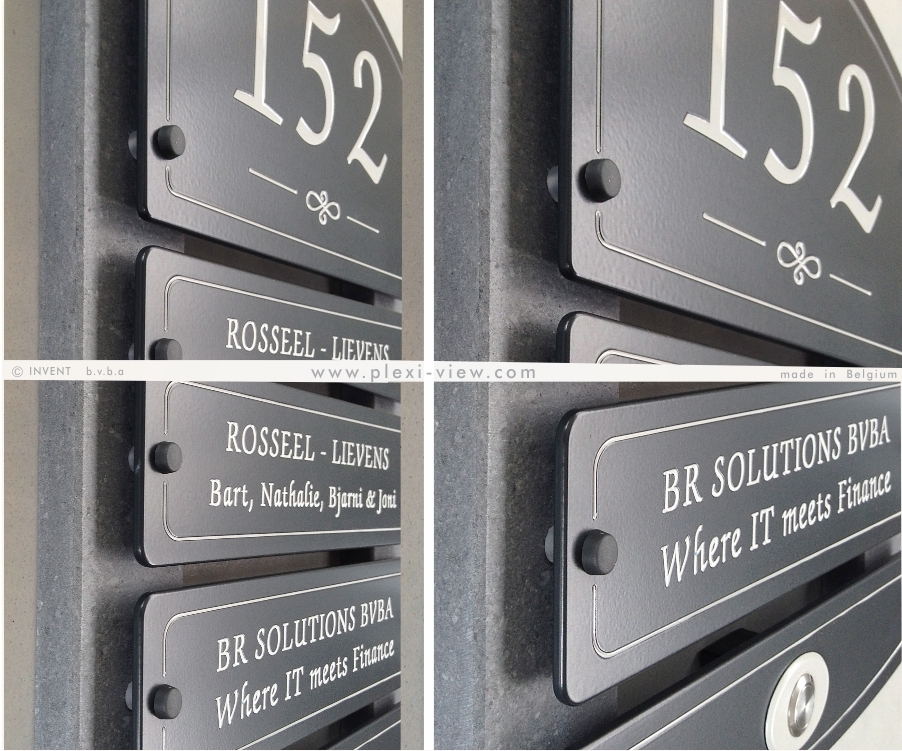 152
152
ROSSEEL - LIEVENS
© INVENT b.v.b.a
www.plexi-view.com
made in Belgium
ROSSEEL - LIEVENS
Bart, Nathalie, Bjarni & Joni
BR SOLUTIONS BVBA
Where IT meets Finance
BR SOLUTIONS BVBA
Where IT meets Finance